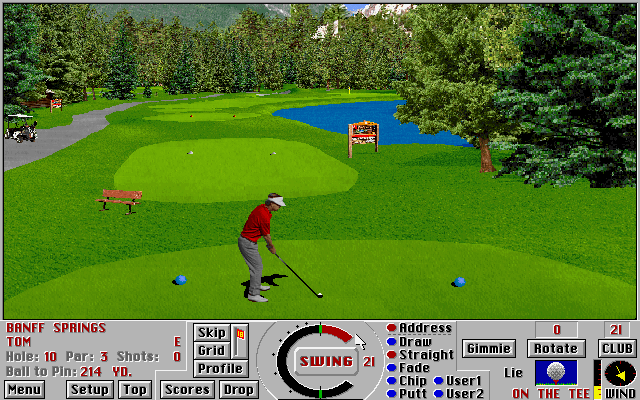 BANFF SPRINGS
TOM E
Hole: 10 Par: 3 Shots: 0
Ball to Pin: 214 YD.
Menu Setup Top Scores Drop
Skip
Grid
Profile
18
SWING 21
Address
Draw
Straight
Fade
Chip User1
Putt User2
Gimmie
0
Rotate
21
CLUB
Lie
ON THE TEE WIND